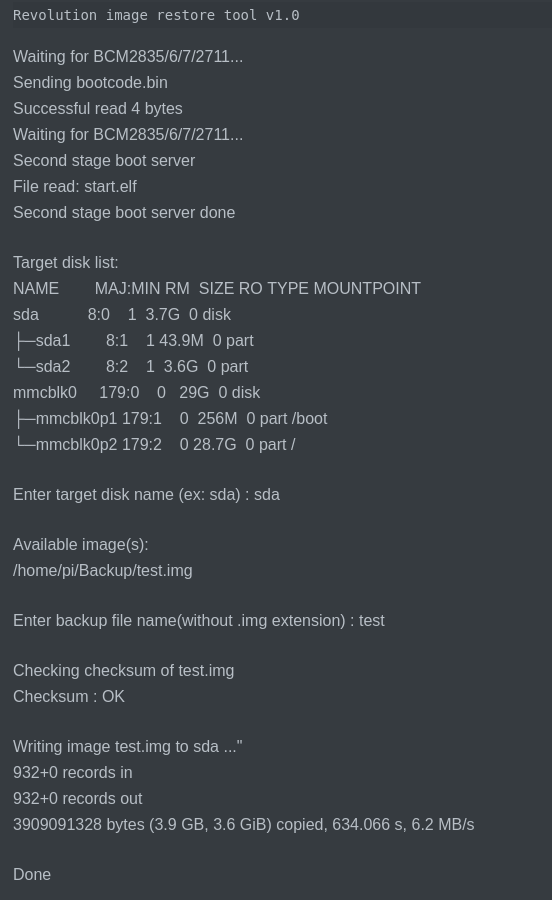 Revolution image restore tool v1.0
Waiting for BCM2835/6/7/2711...
Sending bootcode.bin
Successful read 4 bytes
Waiting for BCM2835/6/7/2711...
Second stage boot server
File read: start.elf
Second stage boot server done
Target disk list:
NAME        MAJ:MIN RM  SIZE RO TYPE MOUNTPOINT
sda           8:0    1  3.7G  0 disk
├─sda1        8:1    1 43.9M  0 part
└─sda2        8:2    1  3.6G  0 part
mmcblk0     179:0    0   29G  0 disk
├─mmcblk0p1 179:1    0  256M  0 part /boot
└─mmcblk0p2 179:2    0 28.7G  0 part /
Enter target disk name (ex: sda) : sda
Available image(s):
/home/pi/Backup/test.img
Enter backup file name(without .img extension) : test
Checking checksum of test.img
Checksum : OK
Writing image test.img to sda ..."
932+0 records in
932+0 records out
3909091328 bytes (3.9 GB, 3.6 GiB) copied, 634.066 s, 6.2 MB/s
Done